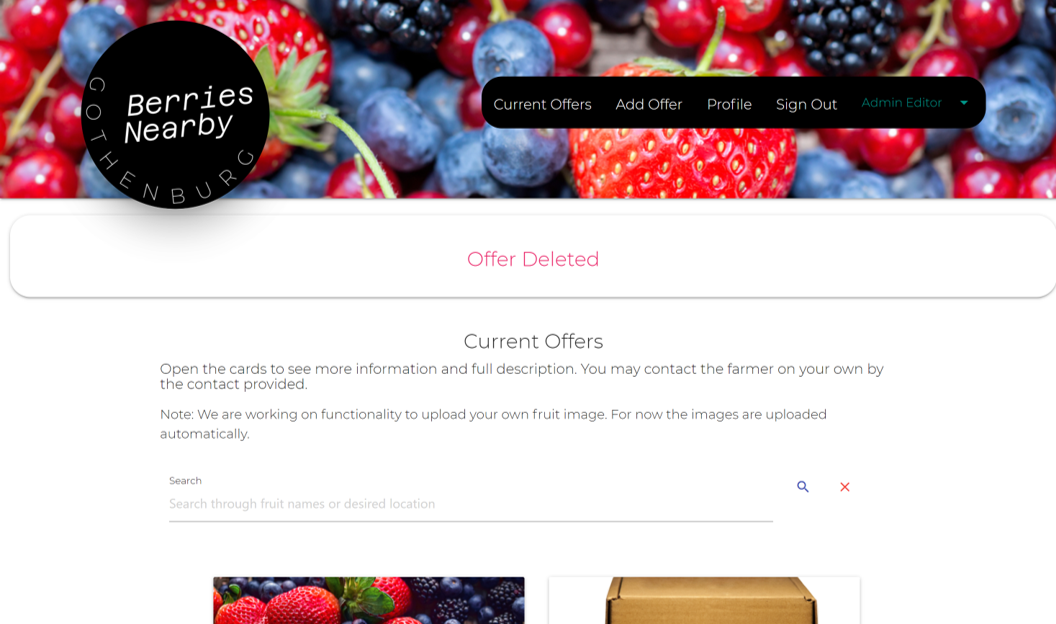 Berries
Nearby
GOTHENBURG
Current Offers Add Offer Profile Sign Out Admin Editor
Offer Deleted
Current Offers
Open the cards to see more information and full description. You may contact the farmer on your own by
the contact provided.
Note: We are working on functionality to upload your own fruit image. For now the images are uploaded
automatically.
Search
Search through fruit names or desired location